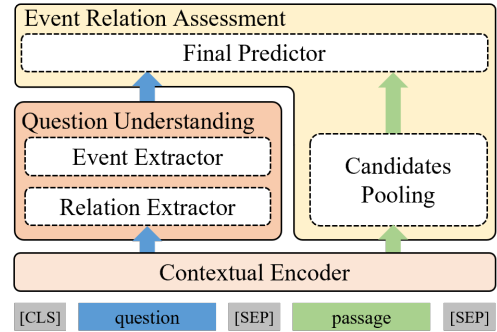 Event Relation Assessment
Final Predictor
Question Understanding
Event Extractor
Relation Extractor
Candidates
Pooling
Contextual Encoder
[CLS] question [SEP] passage [SEP]